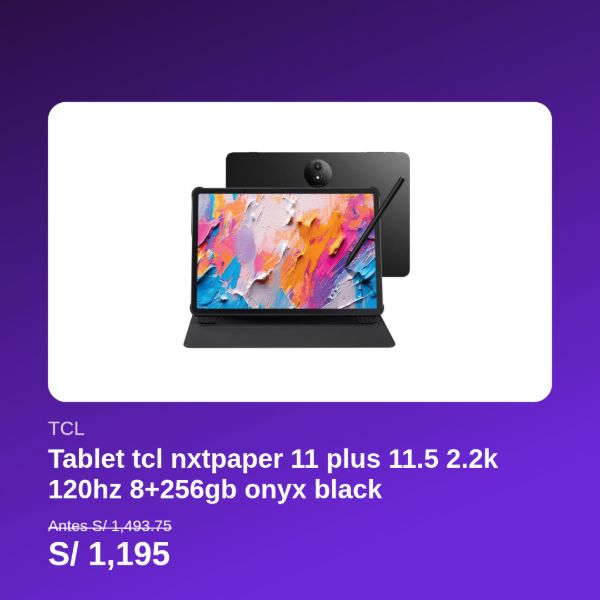 TCL
Tablet tcl nxtpaper 11 plus 11.5 2.2k
120hz 8+256gb onyx black
Antes S/ 1,493.75
S/ 1,195